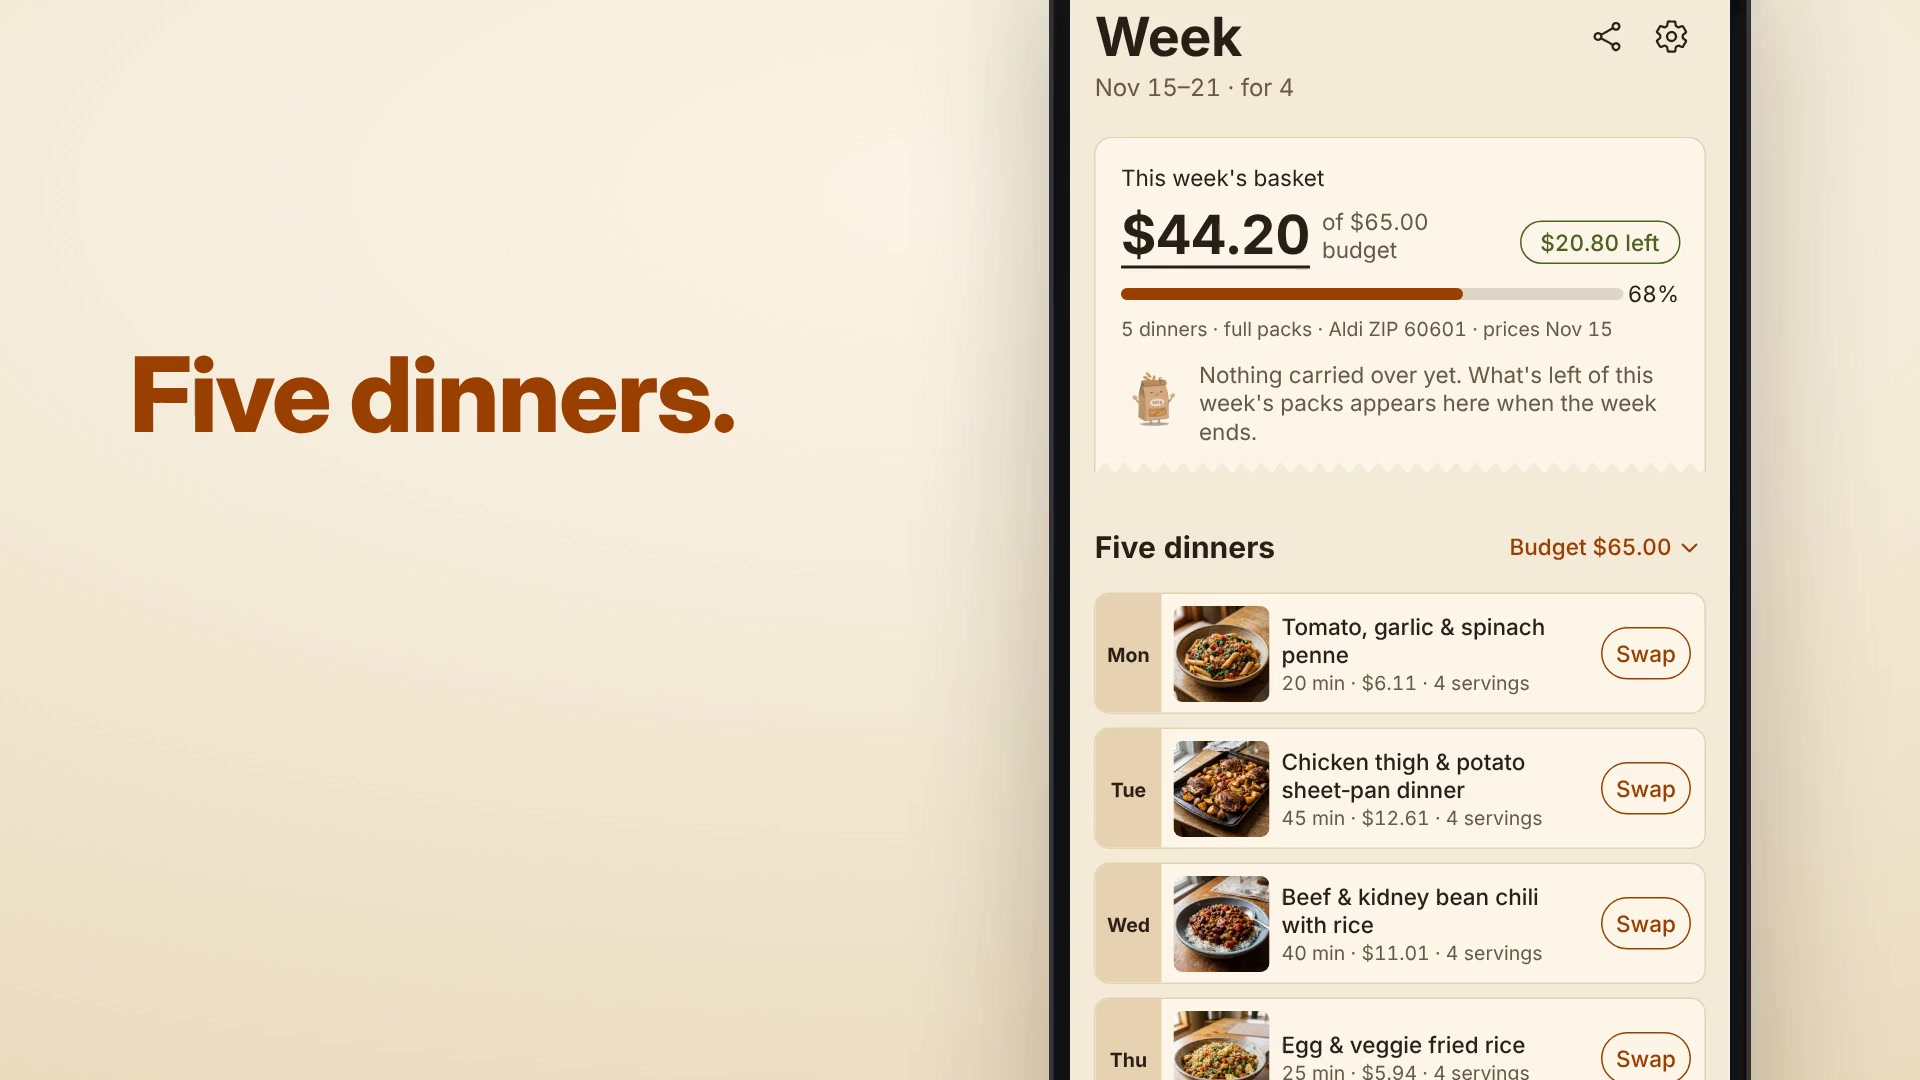 Five dinners.
Week
Nov 15–21 · for 4
This week's basket
$44.20
of $65.00
budget
$20.80 left
68%
5 dinners · full packs · Aldi ZIP 60601 · prices Nov 15
Nothing carried over yet. What's left of this
week's packs appears here when the week
ends.
Five dinners
Budget $65.00
Mon
Tomato, garlic & spinach
penne
20 min · $6.11 · 4 servings
Swap
Tue
Chicken thigh & potato
sheet-pan dinner
45 min · $12.61 · 4 servings
Swap
Wed
Beef & kidney bean chili
with rice
40 min · $11.01 · 4 servings
Swap
Thu
Egg & veggie fried rice
25 min · $5.94 · 4 servings
Swap